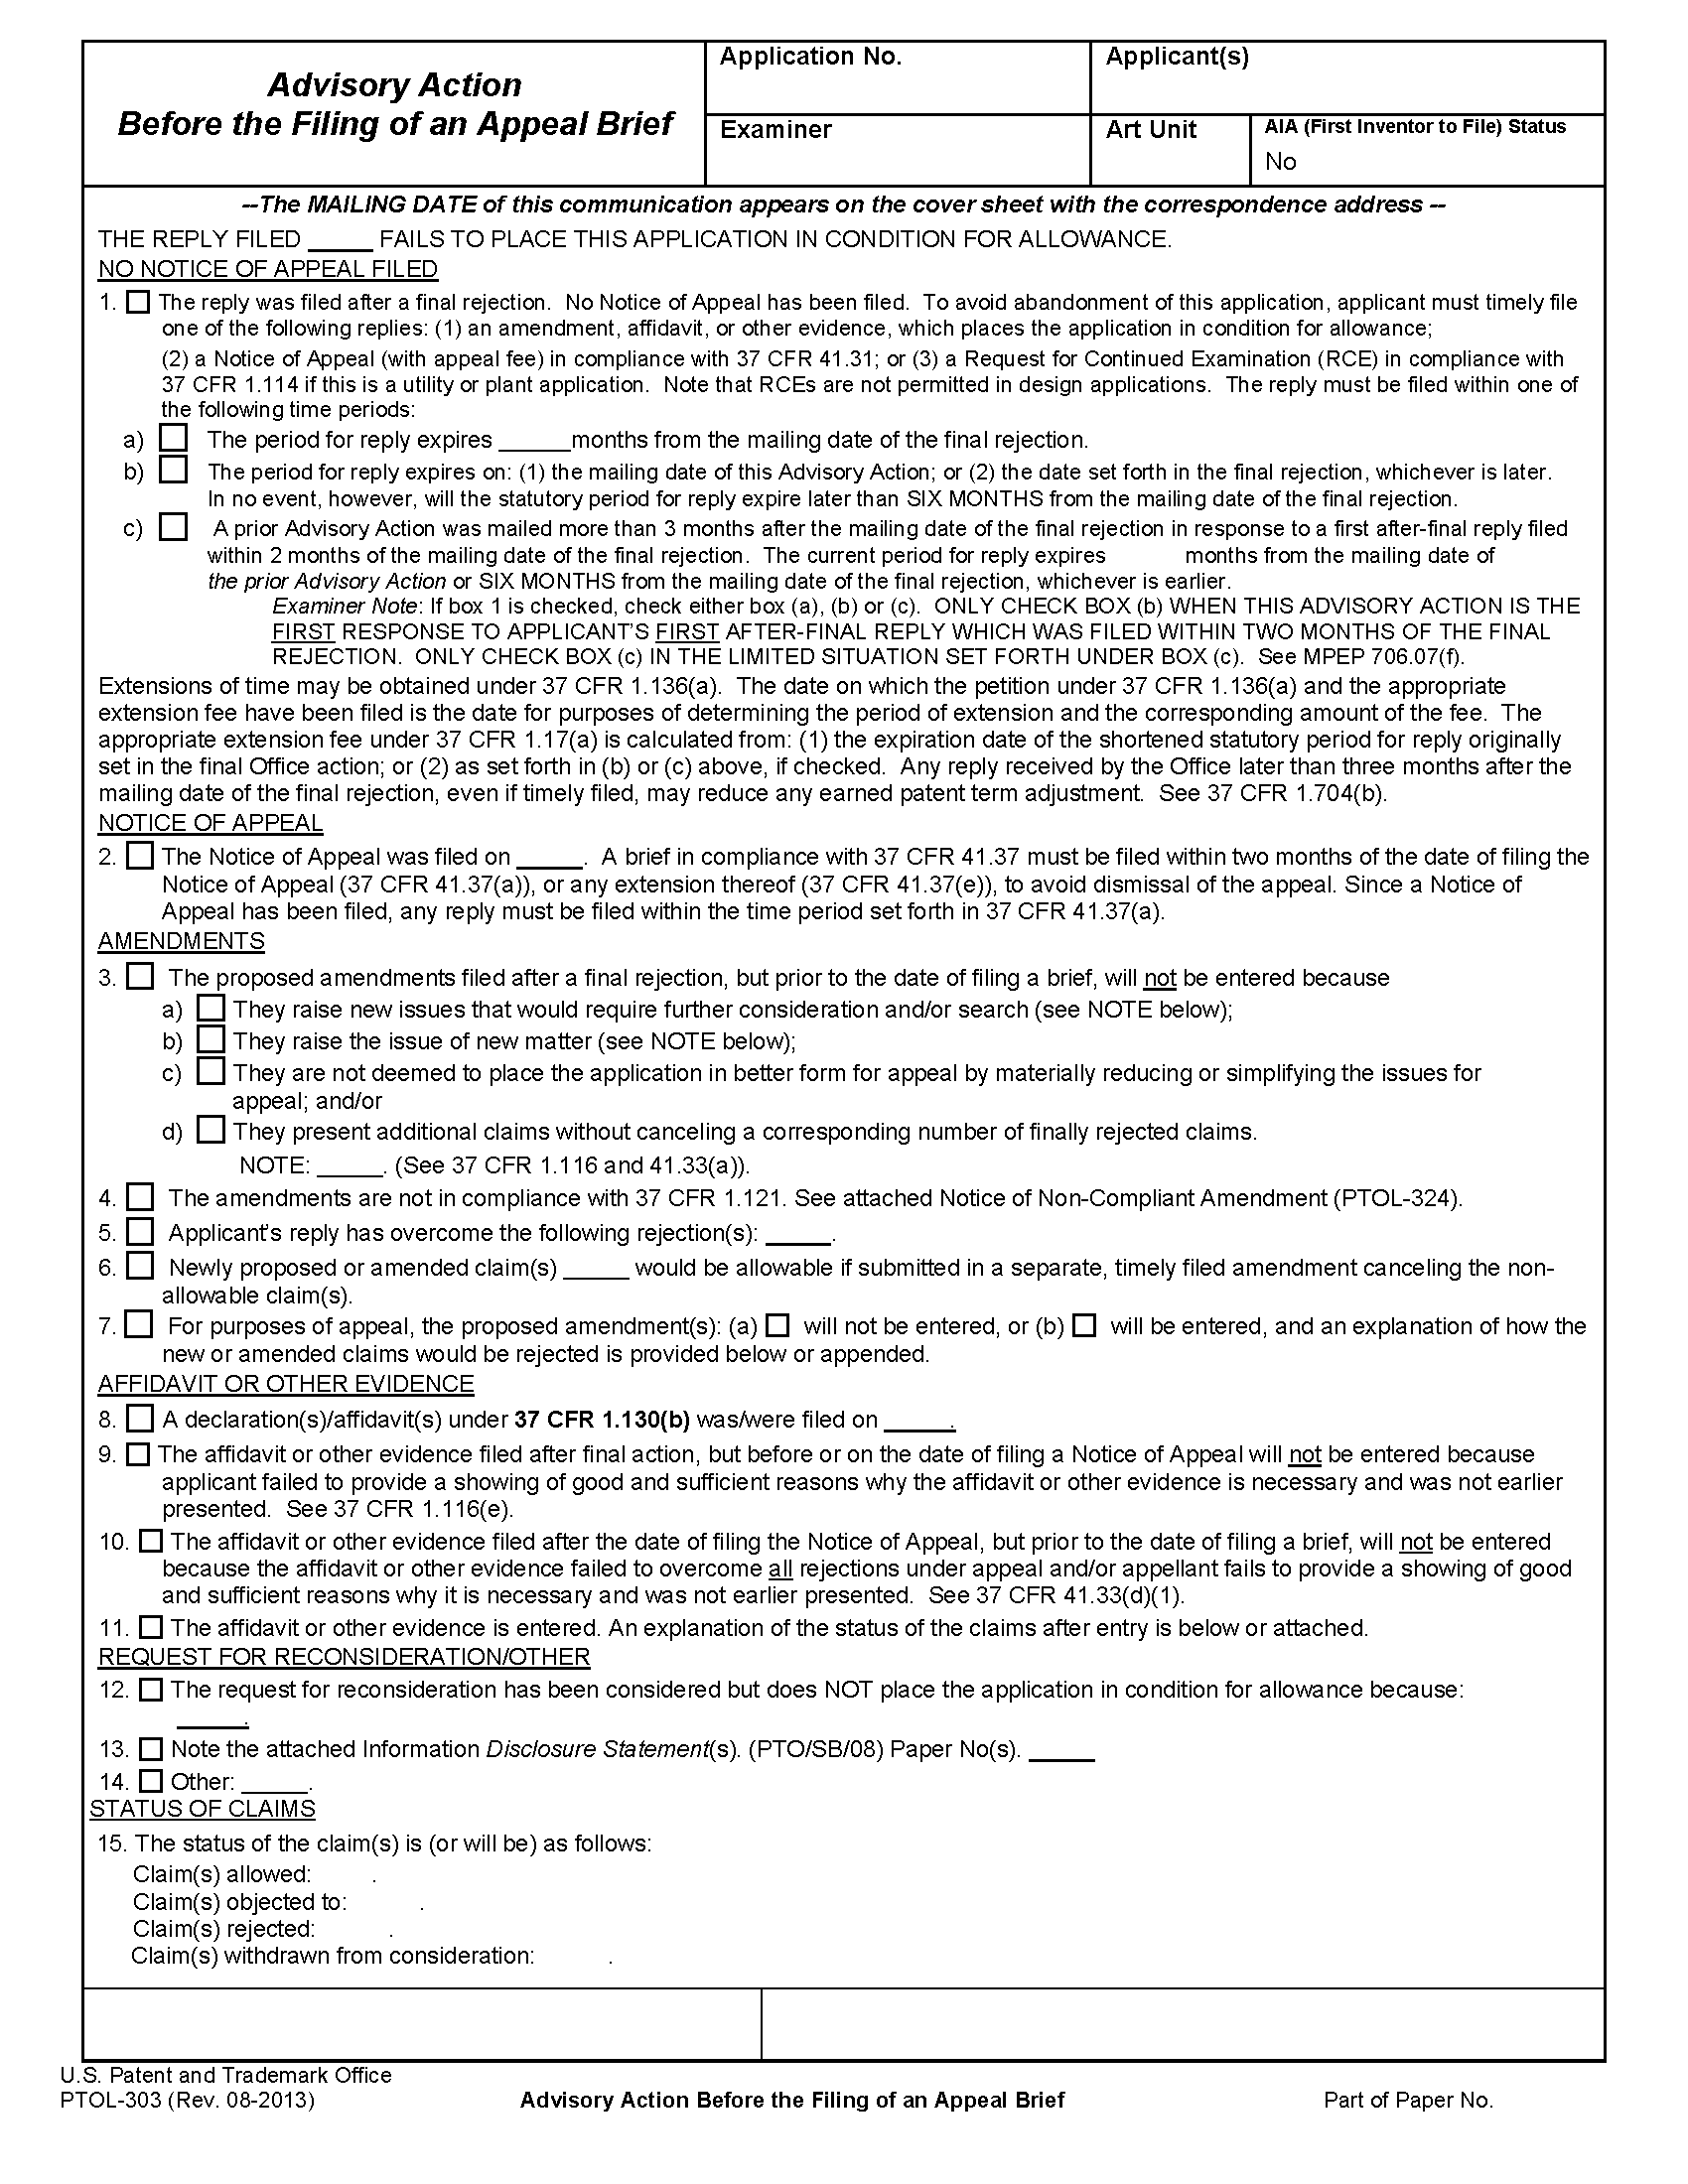 Advisory Action
Before the Filing of an Appeal Brief
Application No.
Applicant(s)
Examiner
Art Unit
AIA (First Inventor to File) Status
No
--The MAILING DATE of this communication appears on the cover sheet with the correspondence address --
THE REPLY FILED _____ FAILS TO PLACE THIS APPLICATION IN CONDITION FOR ALLOWANCE.
NO NOTICE OF APPEAL FILED
1. ☐ The reply was filed after a final rejection. No Notice of Appeal has been filed. To avoid abandonment of this application, applicant must timely file
one of the following replies: (1) an amendment, affidavit, or other evidence, which places the application in condition for allowance;
(2) a Notice of Appeal (with appeal fee) in compliance with 37 CFR 41.31; or (3) a Request for Continued Examination (RCE) in compliance with
37 CFR 1.114 if this is a utility or plant application. Note that RCEs are not permitted in design applications. The reply must be filed within one of
the following time periods:
a) ☐ The period for reply expires ______months from the mailing date of the final rejection.
b) ☐ The period for reply expires on: (1) the mailing date of this Advisory Action; or (2) the date set forth in the final rejection, whichever is later.
In no event, however, will the statutory period for reply expire later than SIX MONTHS from the mailing date of the final rejection.
c) ☐ A prior Advisory Action was mailed more than 3 months after the mailing date of the final rejection in response to a first after-final reply filed
within 2 months of the mailing date of the final rejection. The current period for reply expires months from the mailing date of
the prior Advisory Action or SIX MONTHS from the mailing date of the final rejection, whichever is earlier.
Examiner Note: If box 1 is checked, check either box (a), (b) or (c). ONLY CHECK BOX (b) WHEN THIS ADVISORY ACTION IS THE
FIRST RESPONSE TO APPLICANT'S FIRST AFTER-FINAL REPLY WHICH WAS FILED WITHIN TWO MONTHS OF THE FINAL
REJECTION. ONLY CHECK BOX (c) IN THE LIMITED SITUATION SET FORTH UNDER BOX (c). See MPEP 706.07(f).
Extensions of time may be obtained under 37 CFR 1.136(a). The date on which the petition under 37 CFR 1.136(a) and the appropriate
extension fee have been filed is the date for purposes of determining the period of extension and the corresponding amount of the fee. The
appropriate extension fee under 37 CFR 1.17(a) is calculated from: (1) the expiration date of the shortened statutory period for reply originally
set in the final Office action; or (2) as set forth in (b) or (c) above, if checked. Any reply received by the Office later than three months after the
mailing date of the final rejection, even if timely filed, may reduce any earned patent term adjustment. See 37 CFR 1.704(b).
NOTICE OF APPEAL
2. ☐ The Notice of Appeal was filed on _____. A brief in compliance with 37 CFR 41.37 must be filed within two months of the date of filing the
Notice of Appeal (37 CFR 41.37(a)), or any extension thereof (37 CFR 41.37(e)), to avoid dismissal of the appeal. Since a Notice of
Appeal has been filed, any reply must be filed within the time period set forth in 37 CFR 41.37(a).
AMENDMENTS
3. ☐ The proposed amendments filed after a final rejection, but prior to the date of filing a brief, will not be entered because
a) ☐ They raise new issues that would require further consideration and/or search (see NOTE below);
b) ☐ They raise the issue of new matter (see NOTE below);
c) ☐ They are not deemed to place the application in better form for appeal by materially reducing or simplifying the issues for
appeal; and/or
d) ☐ They present additional claims without canceling a corresponding number of finally rejected claims.
NOTE: _____. (See 37 CFR 1.116 and 41.33(a)).
4. ☐ The amendments are not in compliance with 37 CFR 1.121. See attached Notice of Non-Compliant Amendment (PTOL-324).
5. ☐ Applicant's reply has overcome the following rejection(s): _____.
6. ☐ Newly proposed or amended claim(s) _____ would be allowable if submitted in a separate, timely filed amendment canceling the non-
allowable claim(s).
7. ☐ For purposes of appeal, the proposed amendment(s): (a) ☐ will not be entered, or (b) ☐ will be entered, and an explanation of how the
new or amended claims would be rejected is provided below or appended.
AFFIDAVIT OR OTHER EVIDENCE
8. ☐ A declaration(s)/affidavit(s) under 37 CFR 1.130(b) was/were filed on _____.
9. ☐ The affidavit or other evidence filed after final action, but before or on the date of filing a Notice of Appeal will not be entered because
applicant failed to provide a showing of good and sufficient reasons why the affidavit or other evidence is necessary and was not earlier
presented. See 37 CFR 1.116(e).
10. ☐ The affidavit or other evidence filed after the date of filing the Notice of Appeal, but prior to the date of filing a brief, will not be entered
because the affidavit or other evidence failed to overcome all rejections under appeal and/or appellant fails to provide a showing of good
and sufficient reasons why it is necessary and was not earlier presented. See 37 CFR 41.33(d)(1).
11. ☐ The affidavit or other evidence is entered. An explanation of the status of the claims after entry is below or attached.
REQUEST FOR RECONSIDERATION/OTHER
12. ☐ The request for reconsideration has been considered but does NOT place the application in condition for allowance because:
_____.
13. ☐ Note the attached Information Disclosure Statement(s). (PTO/SB/08) Paper No(s). _____
14. ☐ Other: _____.
STATUS OF CLAIMS
15. The status of the claim(s) is (or will be) as follows:
Claim(s) allowed: .
Claim(s) objected to: .
Claim(s) rejected: .
Claim(s) withdrawn from consideration: .
U.S. Patent and Trademark Office
PTOL-303 (Rev. 08-2013)
Advisory Action Before the Filing of an Appeal Brief
Part of Paper No.